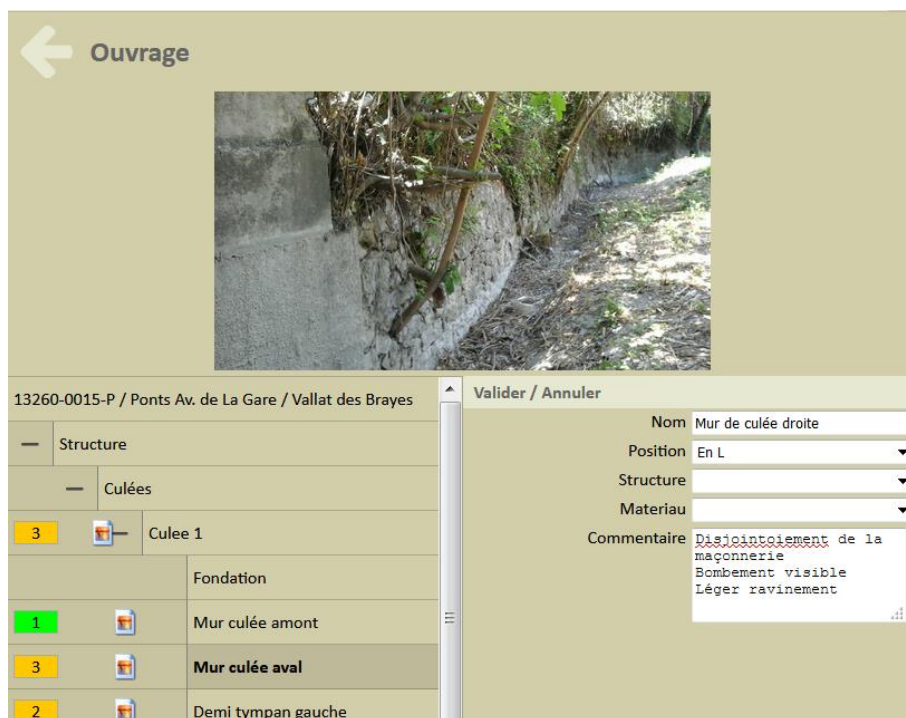 Ouvrage
13260-0015-P / Ponts Av. de La Gare / Vallat des Brayes
Structure
Culées
3 Culee 1
Fondation
1 Mur culée amont
3 Mur culée aval
2 Demi tympan gauche
Valider / Annuler
Nom Mur de culée droite
Position En L
Structure
Materiau
Commentaire Disjointoiement de la
maçonnerie
Bombement visible
Léger ravinement